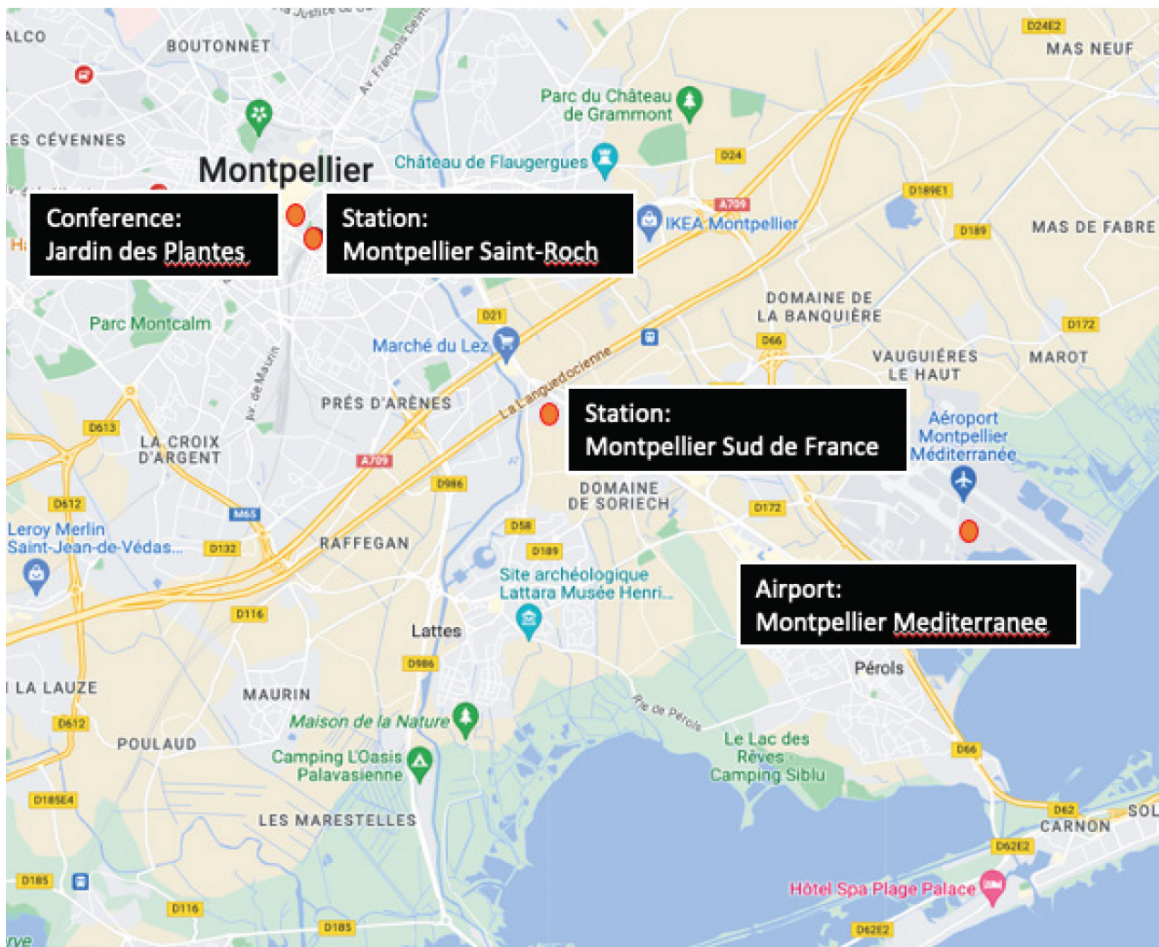 ALCO
BOUTONNET
Av. François Delm
D24E2
MAS NEUF
Parc du Château
de Grammont
LES CÉVENNES
Montpellier
Château de Flaugergues
D24
D189E1
A709
IKEA Montpellier
D189
MAS DE FABRE
Conference:
Jardin des Plantes
Station:
Montpellier Saint-Roch
DOMAINE DE
LA BANQUIÈRE
Parc Montcalm
D21
D66
D172
Marché du Lez
La Languedocienne
VAUGUIÈRES
LE HAUT
MAROT
Av. de Maurin
PRÉS D'ARÈNES
Station:
Montpellier Sud de France
Aéroport
Montpellier
Méditerranée
D613
LA CROIX
D'ARGENT
A709
D986
DOMAINE
DE SORIECH
D612
M65
D172
Leroy Merlin
Saint-Jean-de-Védas...
D132
RAFFEGAN
D58
D189
Site archéologique
Lattara Musée Henri...
Airport:
Montpellier Mediterranee
D116
Lattes
D986
Pérols
LA LAUZE
MAURIN
Rte de Pérols
D612
Maison de la Nature
POULAUD
Camping L'Oasis
Palavasienne
Le Lac des
Rêves -
Camping Siblu
D66
D185E4
LES MARESTELLES
D62
SOL
CARNON
D62E2
D185
Hôtel Spa Plage Palace
D116
D185
D62E2